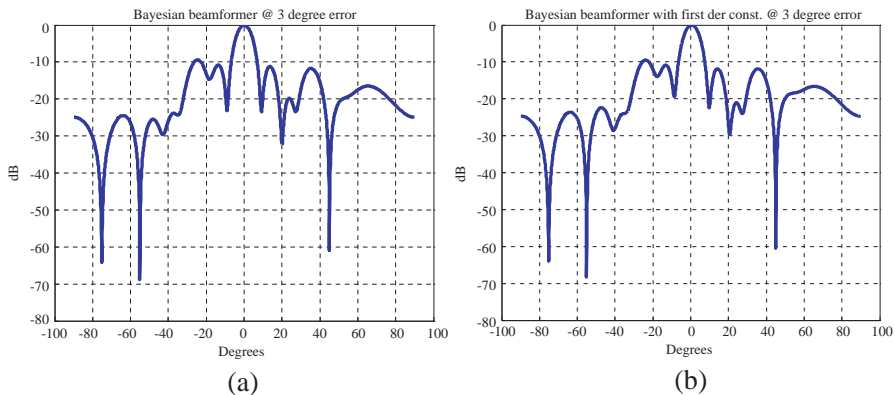 Bayesian beamformer @ 3 degree error
0
-10
-20
-30
-40
-50
-60
-70
-80
dB
-100 -80 -60 -40 -20 0 20 40 60 80 100
Degrees
(a)
Bayesian beamformer with first der const. @ 3 degree error
0
-10
-20
-30
-40
-50
-60
-70
-80
dB
-100 -80 -60 -40 -20 0 20 40 60 80 100
Degrees
(b)